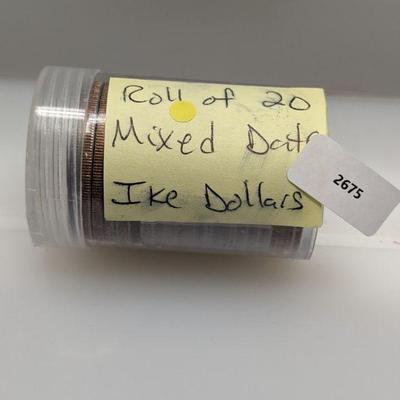 Roll of 20
Mixed Date
Ike Dollars
2675